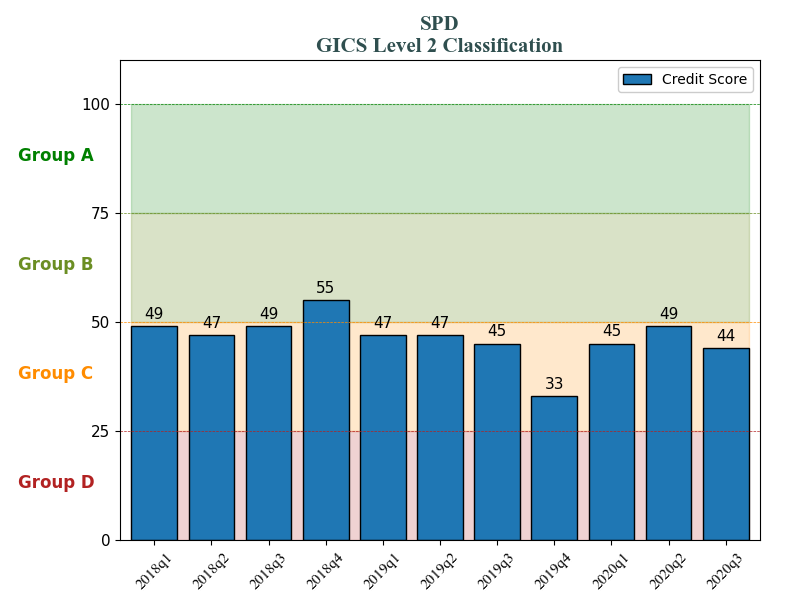 SPD
GICS Level 2 Classification
Credit Score
100
Group A
75
Group B
50
Group C
25
Group D
0
49
47
49
55
47
47
45
33
45
49
44
2018q1
2018q2
2018q3
2018q4
2019q1
2019q2
2019q3
2019q4
2020q1
2020q2
2020q3